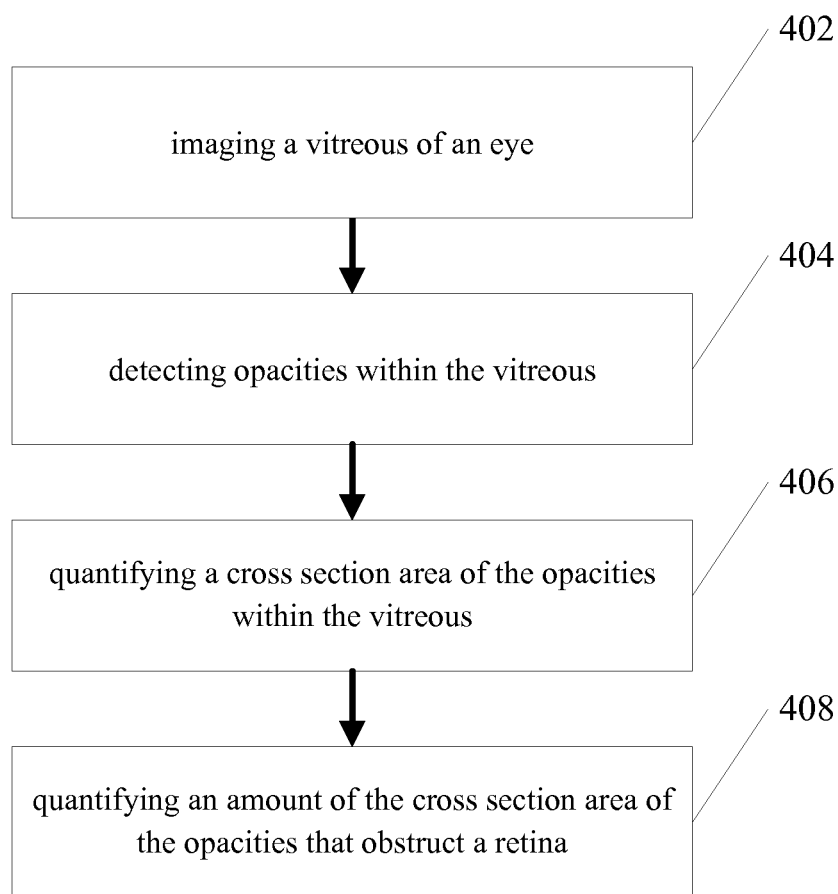 402
imaging a vitreous of an eye
404
detecting opacities within the vitreous
406
quantifying a cross section area of the opacities
within the vitreous
408
quantifying an amount of the cross section area of
the opacities that obstruct a retina